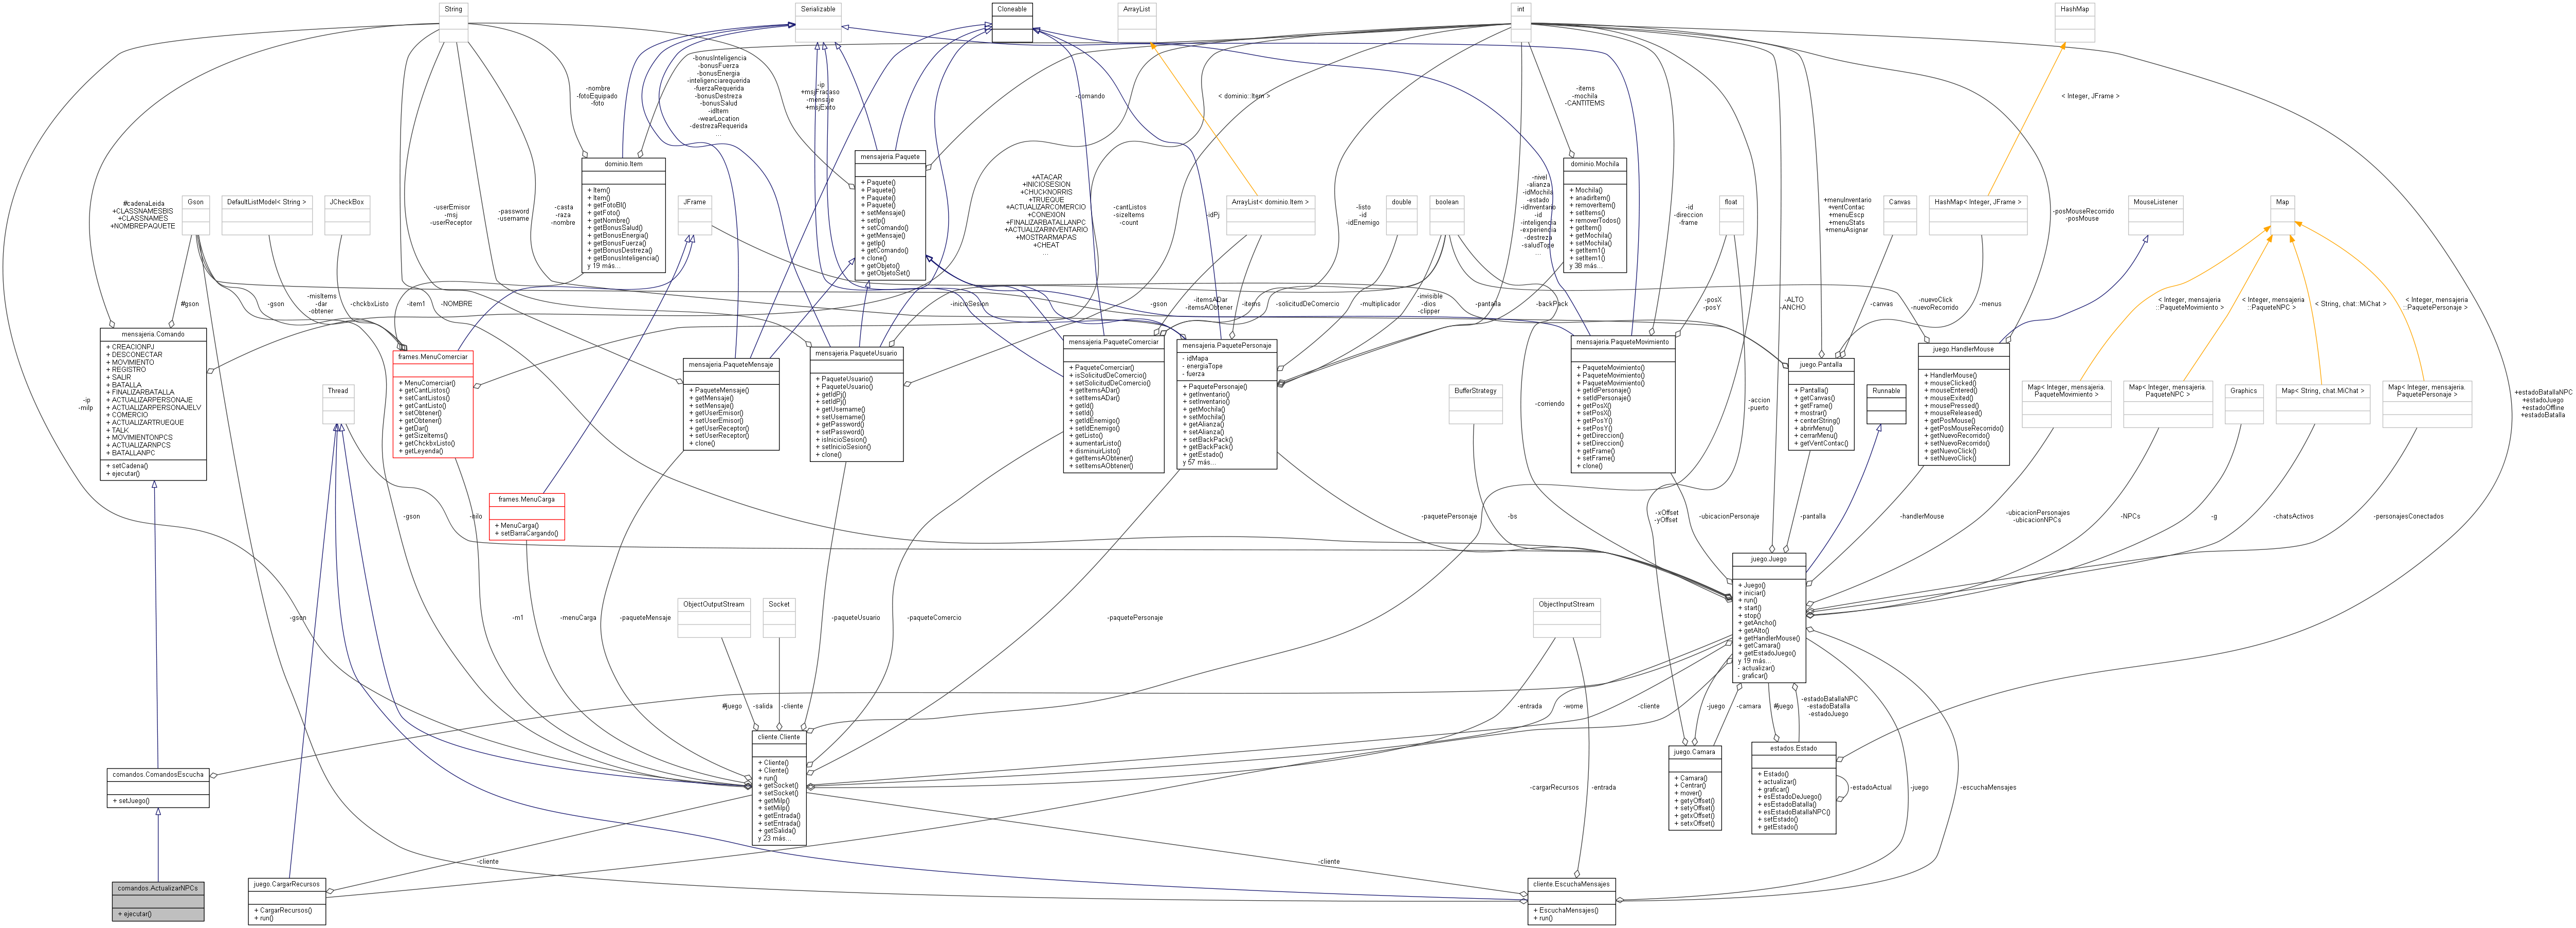 String
Serializable
Cloneable
ArrayList
int
HashMap
-nombre
-fotoEquipado
-foto
-bonusInteligencia
-bonusFuerza
-bonusEnergia
-inteligenciarequerida
-fuerzaRequerida
-bonusDestreza
-bonusSalud
-idItem
-wearLocation
-destrezaRequerida
...
-ip
+msjFracaso
-mensaje
+msjExito
-comando
< dominio::Item >
-items
-mochila
-CANTITEMS
< Integer, JFrame >
dominio.Item
+ Item()
+ Item()
+ getFotoBI()
+ getFoto()
+ getNombre()
+ getBonusSalud()
+ getBonusEnergia()
+ getBonusFuerza()
+ getBonusDestreza()
+ getBonusInteligencia()
y 19 más...
mensajeria.Paquete
+ Paquete()
+ Paquete()
+ Paquete()
+ Paquete()
+ setMensaje()
+ setIp()
+ setComando()
+ getMensaje()
+ getIp()
+ getComando()
+ clone()
+ getObjeto()
+ getObjetoSet()
dominio.Mochila
+ Mochila()
+ anadirItem()
+ removerItem()
+ setItems()
+ removerTodos()
+ getItem()
+ getMochila()
+ setMochila()
+ getItem1()
+ setItem1()
y 38 más...
#cadenaLeida
+CLASSNAMESBIS
+CLASSNAMES
+NOMBREPAQUETE
Gson
DefaultListModel< String >
JCheckBox
-userEmisor
-msj
-userReceptor
-password
-username
-casta
-raza
-nombre
JFrame
+ATACAR
+INICIOSESION
+CHUCKNORRIS
+TRUEQUE
+ACTUALIZARCOMERCIO
+CONEXION
+FINALIZARBATALLANPC
+ACTUALIZARINVENTARIO
+MOSTRARMAPAS
+CHEAT
...
-cantListos
-sizeItems
-count
-idPj
ArrayList< dominio.Item >
-listo
-id
-idEnemigo
double
boolean
-nivel
-alianza
-idMochila
-estado
-idInventario
-id
-inteligencia
-experiencia
-destreza
-saludTope
...
-id
-direccion
-frame
float
+menuInventario
+ventContac
+menuEscp
+menuStats
+menuAsignar
Canvas
HashMap< Integer, JFrame >
-posMouseRecorrido
-posMouse
MouseListener
Map
#gson
-gson
-misItems
-dar
-obtener
-chckbxListo
-item1
-NOMBRE
-inicioSesion
-gson
-itemsADar
-itemsAObtener
-items
-solicitudDeComercio
-multiplicador
-invisible
-dios
-clipper
-pantalla
-backPack
-posX
-posY
-ALTO
-ANCHO
-canvas
-menus
-nuevoClick
-nuevoRecorrido
< Integer, mensajeria
::PaqueteMovimiento >
< Integer, mensajeria
::PaqueteNPC >
< String, chat::MiChat >
< Integer, mensajeria
::PaquetePersonaje >
mensajeria.Comando
+ CREACIONPJ
+ DESCONECTAR
+ MOVIMIENTO
+ REGISTRO
+ SALIR
+ BATALLA
+ FINALIZARBATALLA
+ ACTUALIZARPERSONAJE
+ ACTUALIZARPERSONAJELV
+ COMERCIO
+ ACTUALIZARTRUEQUE
+ TALK
+ MOVIMIENTONPCS
+ ACTUALIZARNPCS
+ BATALLANPC
+ setCadena()
+ ejecutar()
frames.MenuComerciar
+ MenuComerciar()
+ getCantListos()
+ setCantListos()
+ getCantListo()
+ setObtener()
+ getObtener()
+ getDar()
+ getSizeItems()
+ getChckbxListo()
+ getLeyenda()
mensajeria.PaqueteMensaje
+ PaqueteMensaje()
+ getMensaje()
+ setMensaje()
+ getUserEmisor()
+ setUserEmisor()
+ getUserReceptor()
+ setUserReceptor()
+ clone()
mensajeria.PaqueteUsuario
+ PaqueteUsuario()
+ PaqueteUsuario()
+ getIdPj()
+ setIdPj()
+ getUsername()
+ setUsername()
+ getPassword()
+ setPassword()
+ isInicioSesion()
+ setInicioSesion()
+ clone()
mensajeria.PaqueteComerciar
+ PaqueteComerciar()
+ isSolicitudDeComercio()
+ setSolicitudDeComercio()
+ getItemsADar()
+ setItemsADar()
+ getId()
+ setId()
+ getIdEnemigo()
+ setIdEnemigo()
+ getListo()
+ aumentarListo()
+ disminuirListo()
+ getItemsAObtener()
+ setItemsAObtener()
mensajeria.PaquetePersonaje
- idMapa
- energiaTope
- fuerza
+ PaquetePersonaje()
+ getInventario()
+ setInventario()
+ getMochila()
+ setMochila()
+ getAlianza()
+ setAlianza()
+ setBackPack()
+ getBackPack()
+ getEstado()
y 57 más...
mensajeria.PaqueteMovimiento
+ PaqueteMovimiento()
+ PaqueteMovimiento()
+ PaqueteMovimiento()
+ getIdPersonaje()
+ setIdPersonaje()
+ getPosX()
+ setPosX()
+ getPosY()
+ setPosY()
+ getDireccion()
+ setDireccion()
+ getFrame()
+ setFrame()
+ clone()
juego.Pantalla
+ Pantalla()
+ getCanvas()
+ getFrame()
+ mostrar()
+ centerString()
+ abrirMenu()
+ cerrarMenu()
+ getVentContac()
juego.HandlerMouse
+ HandlerMouse()
+ mouseClicked()
+ mouseEntered()
+ mouseExited()
+ mousePressed()
+ mouseReleased()
+ getPosMouse()
+ getPosMouseRecorrido()
+ getNuevoRecorrido()
+ setNuevoRecorrido()
+ getNuevoClick()
+ setNuevoClick()
-ip
-milp
Thread
BufferStrategy
-corriendo
-accion
-puerto
Runnable
Map< Integer, mensajeria.
PaqueteMovimiento >
Map< Integer, mensajeria.
PaqueteNPC >
Graphics
Map< String, chat.MiChat >
Map< Integer, mensajeria.
PaquetePersonaje >
+estadoBatallaNPC
+estadoJuego
+estadoOffline
+estadoBatalla
frames.MenuCarga
+ MenuCarga()
+ setBarraCargando()
-gson
-hilo
-paquetePersonaje
-bs
-ubicacionPersonaje
-xOffset
-yOffset
-pantalla
-handlerMouse
-ubicacionPersonajes
-ubicacionNPCs
-NPCs
-g
-chatsActivos
-personajesConectados
juego.Juego
+ Juego()
+ iniciar()
+ run()
+ start()
+ stop()
+ getAncho()
+ getAlto()
+ getHandlerMouse()
+ getCamara()
+ getEstadoJuego()
y 19 más...
- actualizar()
- graficar()
-gson
-m1
-menuCarga
-paqueteMensaje
ObjectOutputStream
Socket
-paqueteUsuario
-paqueteComercio
-paquetePersonaje
ObjectInputStream
#juego
-salida
-cliente
-entrada
-wome
-cliente
-juego
-camara
#juego
-estadoBatallaNPC
-estadoBatalla
-estadoJuego
cliente.Cliente
+ Cliente()
+ Cliente()
+ run()
+ getSocket()
+ setSocket()
+ getMilp()
+ setMilp()
+ getEntrada()
+ setEntrada()
+ getSalida()
y 23 más...
juego.Camara
+ Camara()
+ Centrar()
+ mover()
+ getyOffset()
+ setyOffset()
+ getxOffset()
+ setxOffset()
estados.Estado
+ Estado()
+ actualizar()
+ graficar()
+ esEstadoDeJuego()
+ esEstadoBatalla()
+ esEstadoBatallaNPC()
+ setEstado()
+ getEstado()
-estadoActual
comandos.ComandosEscucha
+ setJuego()
-cargarRecursos
-entrada
-juego
-escuchaMensajes
-cliente
-cliente
comandos.ActualizarNPCs
+ ejecutar()
juego.CargarRecursos
+ CargarRecursos()
+ run()
cliente.EscuchaMensajes
+ EscuchaMensajes()
+ run()